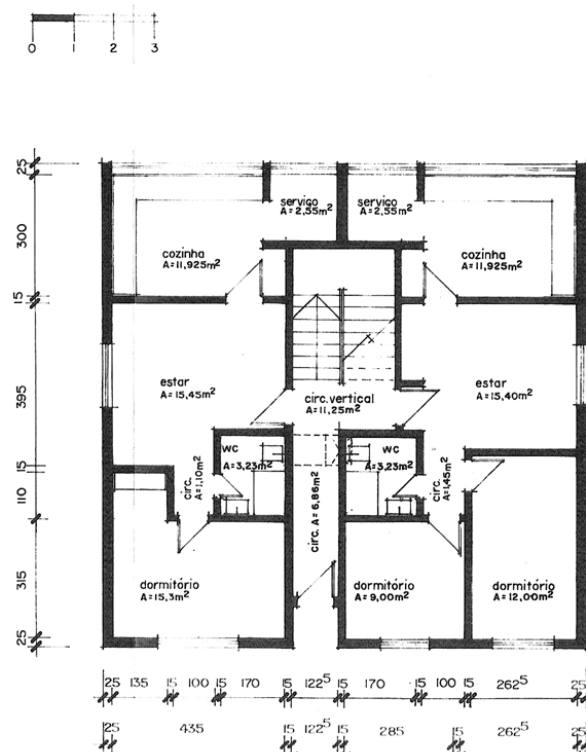 0 1 2 3
25
300
15
395
15
110
315
25
serviço
A=2,55m²
serviço
A=2,55m²
cozinha
A=11,925m²
cozinha
A=11,925m²
estar
A=15,45m²
estar
A=15,40m²
circ.vertical
A=11,25m²
wc
A=3,23m²
wc
A=3,23m²
circ.
A=1,10m²
circ.
A=1,45m²
circ. A=6,86m²
dormitório
A=15,3m²
dormitório
A=9,00m²
dormitório
A=12,00m²
25 135 15 100 15 170 15 122⁵ 15 170 15 100 15 262⁵ 25
25 435 15 122⁵ 15 285 15 262⁵ 25